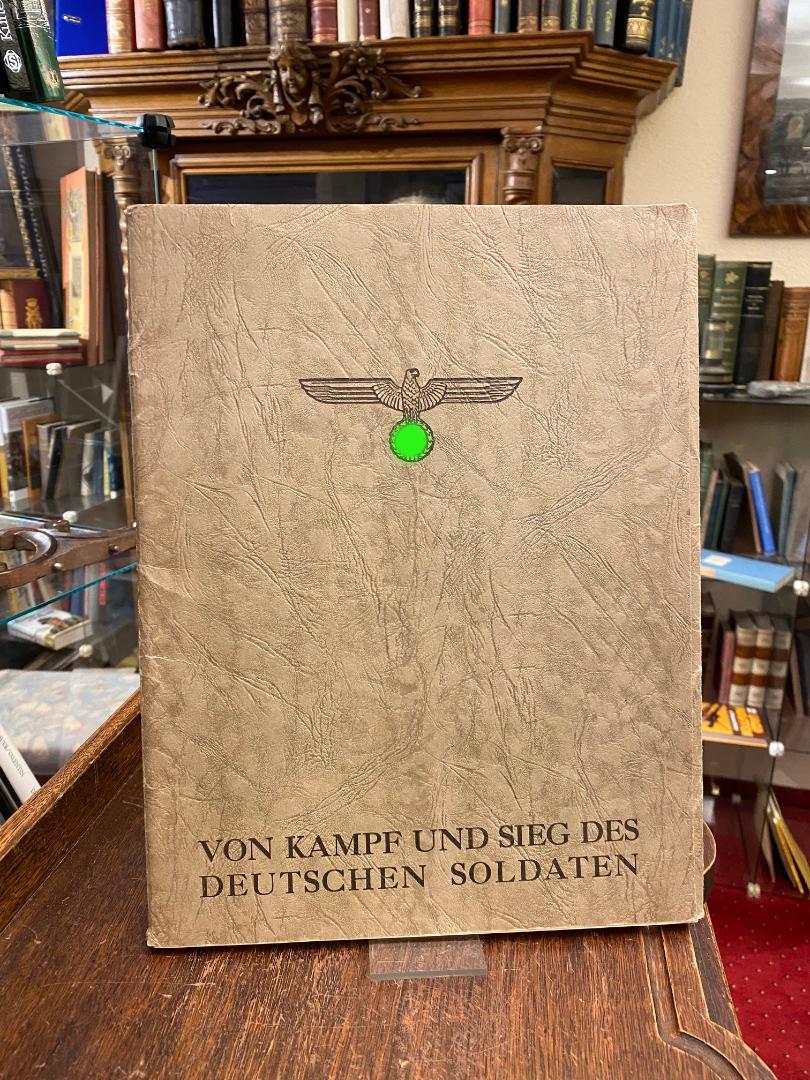 VON KAMPF UND SIEG DES
DEUTSCHEN SOLDATEN